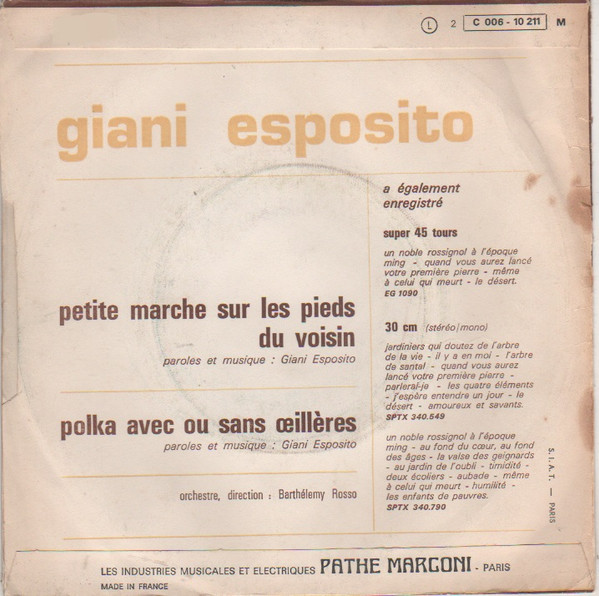 L 2 C 006 - 10 211 M
giani esposito
petite marche sur les pieds
du voisin
paroles et musique : Giani Esposito
polka avec ou sans œillères
paroles et musique : Giani Esposito
orchestre, direction : Barthélemy Rosso
a également
enregistré
super 45 tours
un noble rossignol à l'époque
ming - quand vous aurez lancé
votre première pierre - même
à celui qui meurt - le désert.
EG 1090
30 cm (stéréo/mono)
jardiniers qui doutez de l'arbre
de la vie - il y a en moi - l'arbre
de santal - quand vous aurez
lancé votre première pierre -
parlerai-je - les quatre éléments
- j'espère entendre un jour - le
désert - amoureux et savants.
SPTX 340.549
un noble rossignol à l'époque
ming - au fond du cœur, au fond
des âges - la valse des geignards
- au jardin de l'oubli - timidité -
deux écoliers - aubade - même
à celui qui meurt - humilité -
les enfants de pauvres.
SPTX 340.790
S.I.A.T. — PARIS
LES INDUSTRIES MUSICALES ET ELECTRIQUES PATHE MARCONI - PARIS
MADE IN FRANCE